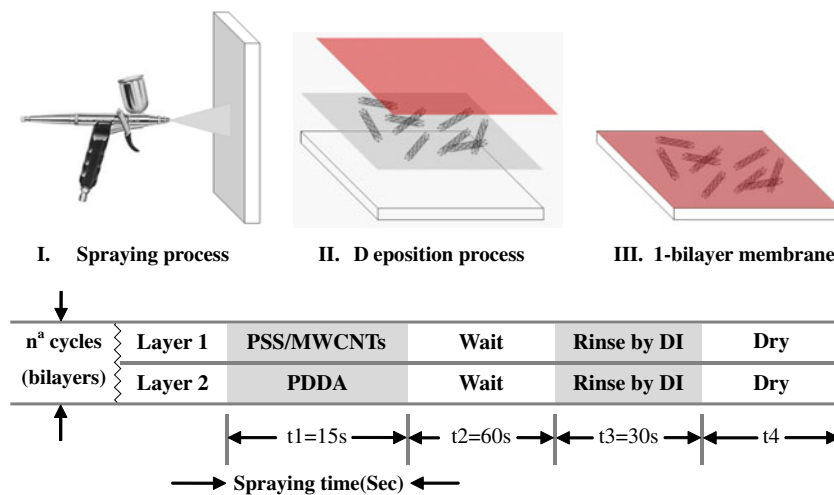 I. Spraying process
II. D eposition process
III. 1-bilayer membrane
nᵃ cycles (bilayers)
Layer 1 PSS/MWCNTs Wait Rinse by DI Dry
Layer 2 PDDA Wait Rinse by DI Dry
t1=15s t2=60s t3=30s t4
Spraying time(Sec)